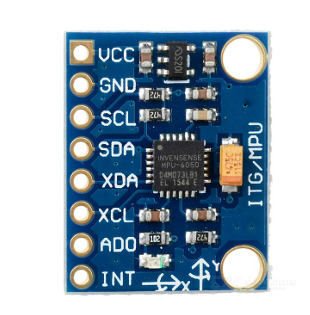 VCC
GND
SCL
SDA
XDA
XCL
ADO
INT
ITG/MPU
INVENSENSE
MPU-6050
D4M073LB1
EL 1544 E
Y
X